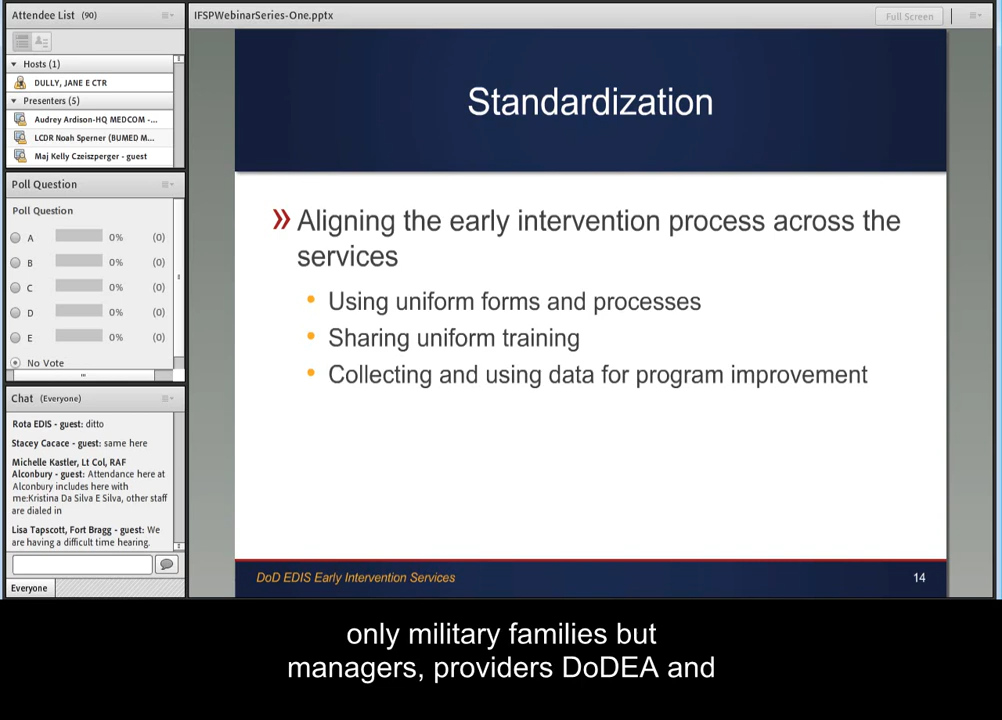 Attendee List (90)
Hosts (1)
DULLY, JANE E CTR
Presenters (5)
Audrey Ardison-HQ MEDCOM -...
LCDR Noah Sperner (BUMED M...
Maj Kelly Czeiszperger - guest
Poll Question
Poll Question
A 0% (0)
B 0% (0)
C 0% (0)
D 0% (0)
E 0% (0)
No Vote
Chat (Everyone)
Rota EDIS - guest: ditto
Stacey Cacace - guest: same here
Michelle Kastler, Lt Col, RAF
Alconbury - guest: Attendance here at
Alconbury includes here with
me:Kristina Da Silva E Silva, other staff
are dialed in
Lisa Tapscott, Fort Bragg - guest: We
are having a difficult time hearing.
Everyone
IFSPWebinarSeries-One.pptx
Full Screen
Standardization
» Aligning the early intervention process across the
services
• Using uniform forms and processes
• Sharing uniform training
• Collecting and using data for program improvement
DoD EDIS Early Intervention Services
14
only military families but
managers, providers DoDEA and